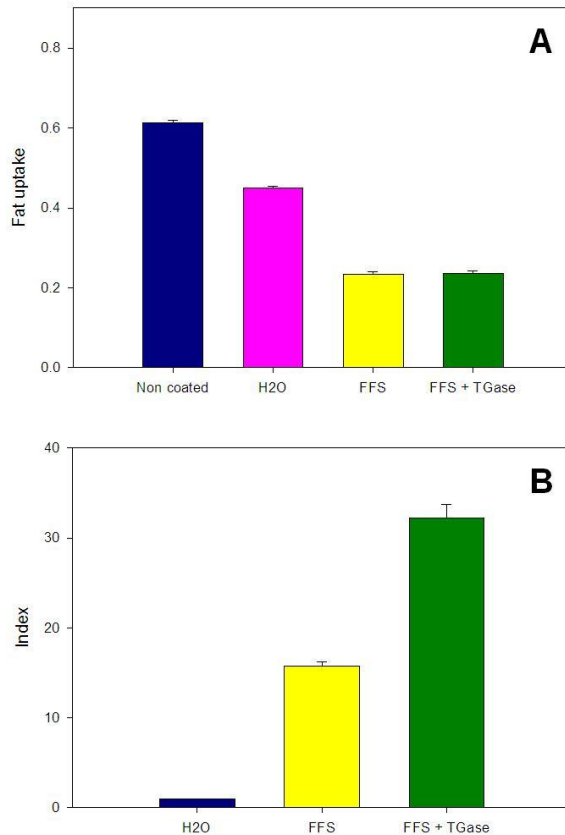 A
0.8
0.6
0.4
0.2
0.0
Fat uptake
Non coated H2O FFS FFS + TGase
B
40
30
20
10
0
Index
H2O FFS FFS + TGase